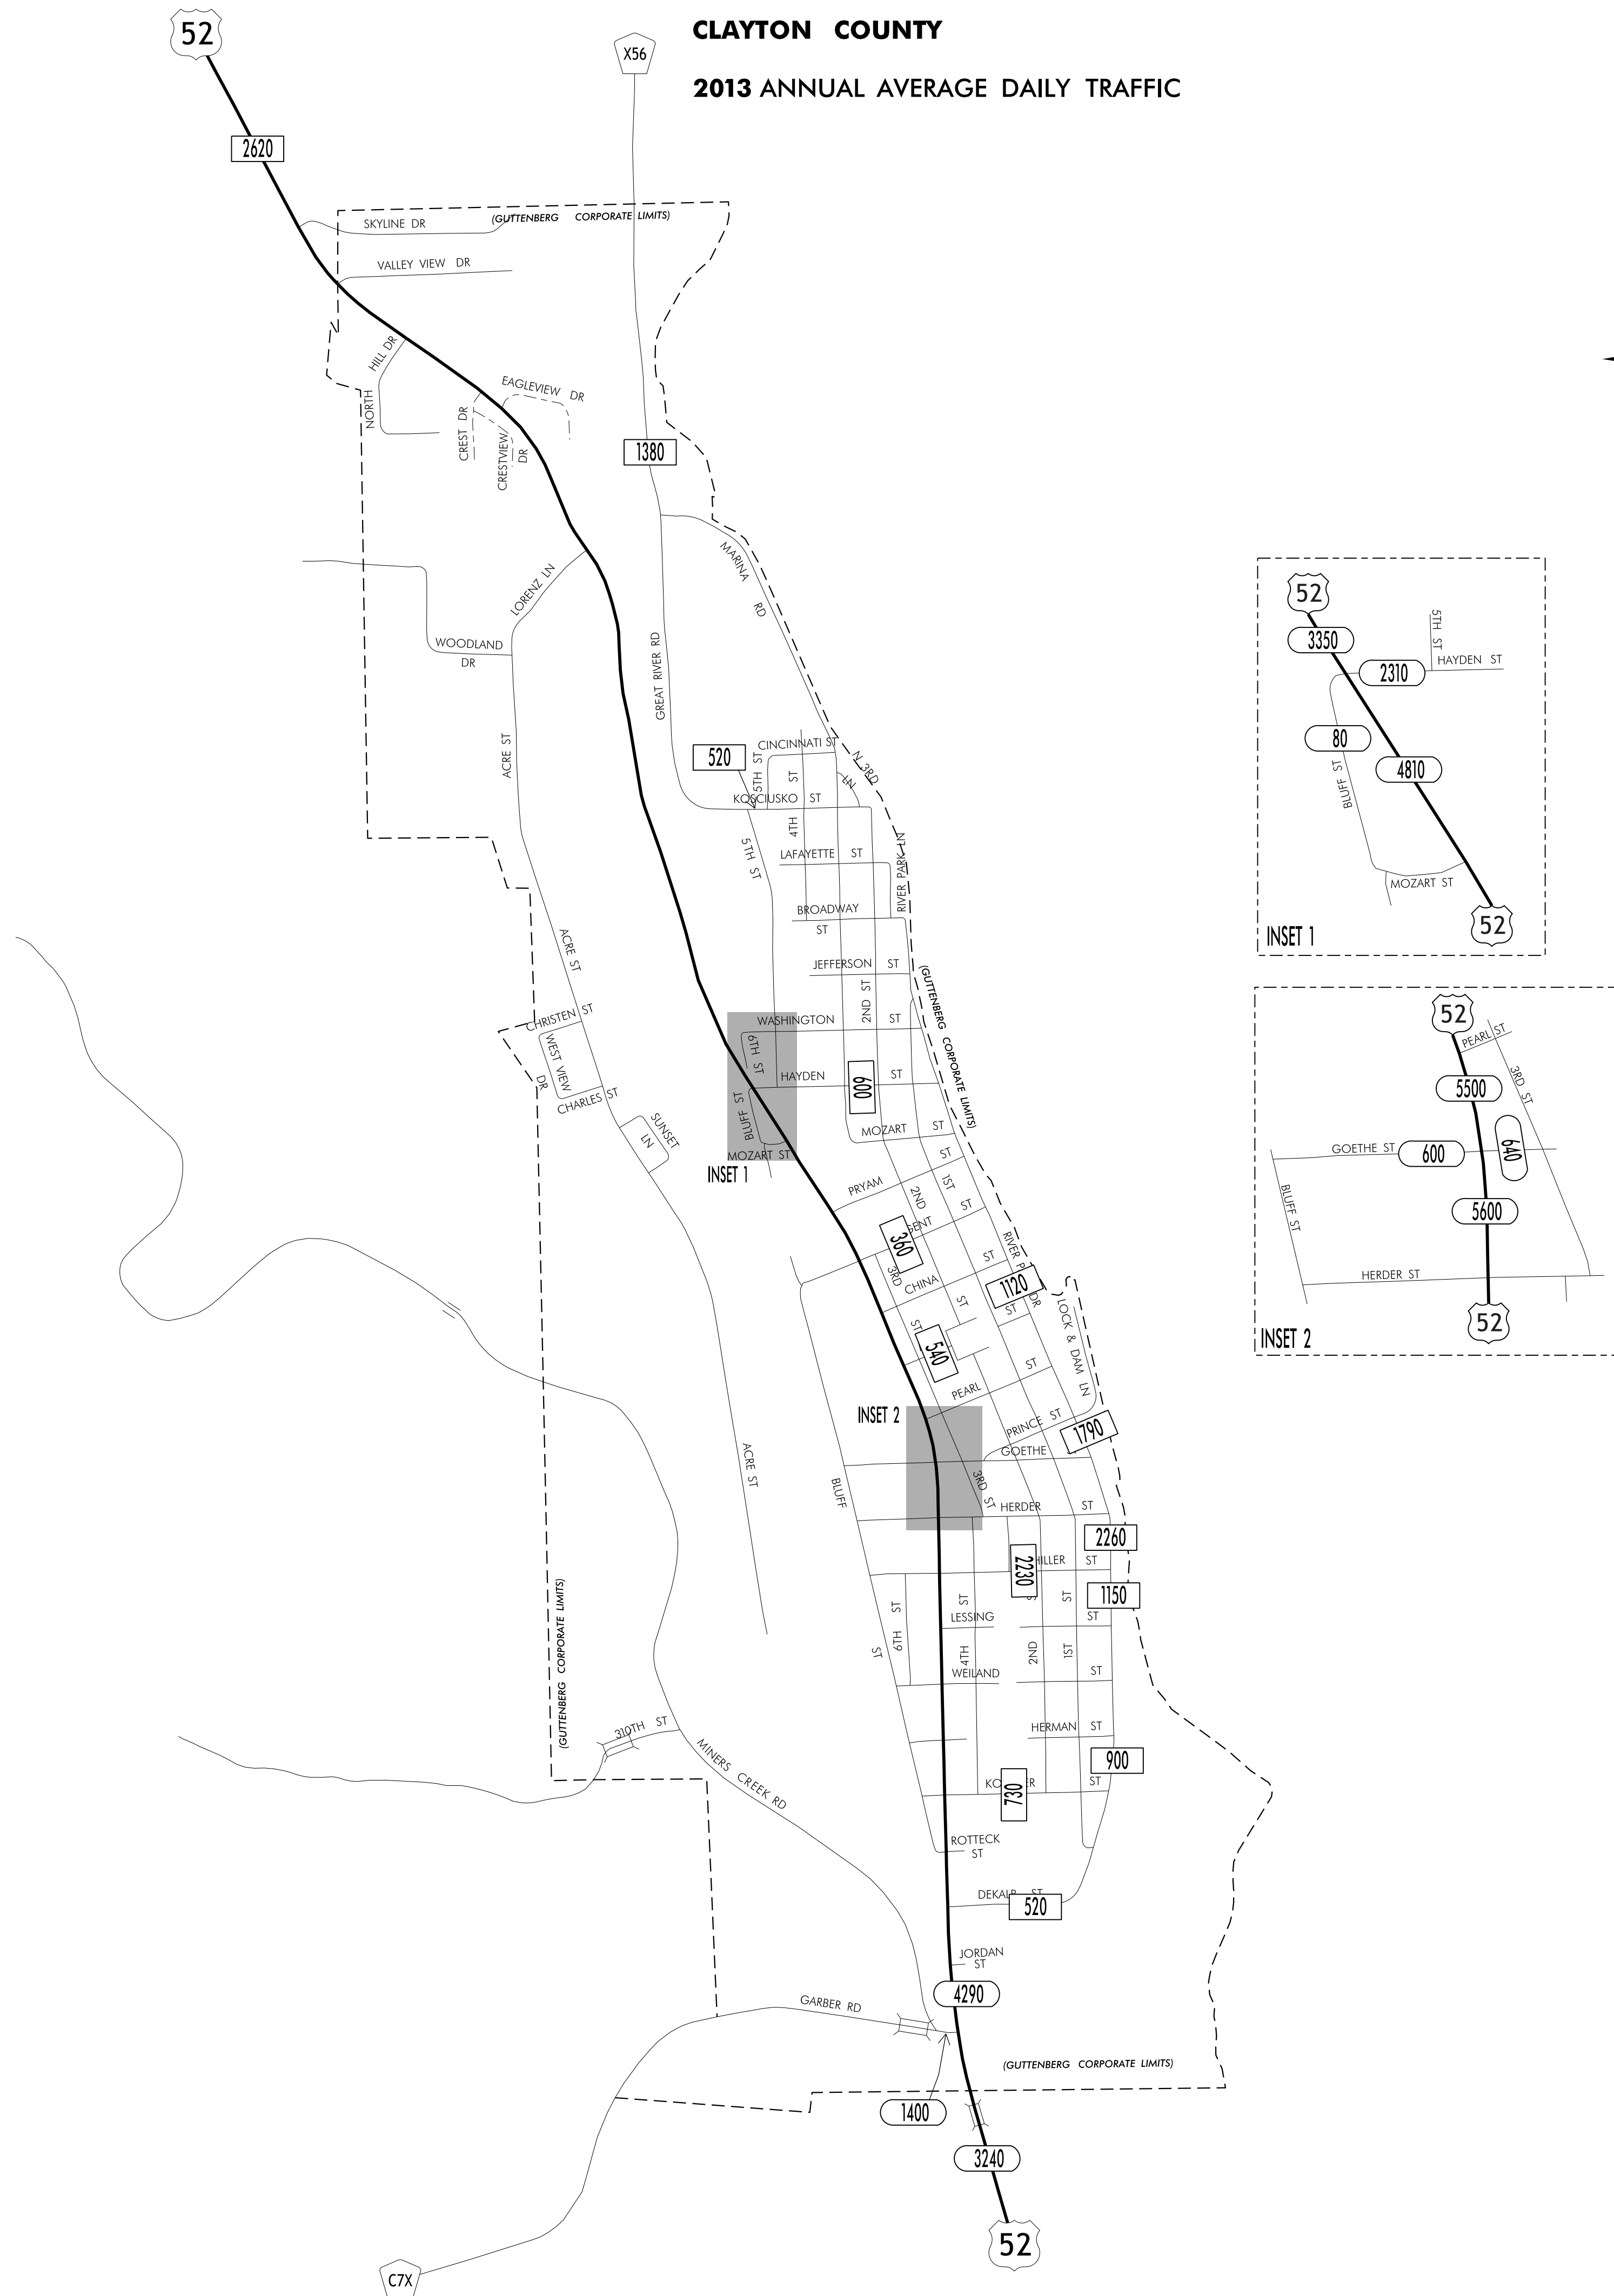 CLAYTON COUNTY
2013 ANNUAL AVERAGE DAILY TRAFFIC
52
X56
2620
SKYLINE DR
(GUTTENBERG CORPORATE LIMITS)
VALLEY VIEW DR
NORTH
HILL DR
EAGLEVIEW DR
CREST DR
CRESTVIEW
DR
1380
MARINA
RD
LORENZ LN
WOODLAND
DR
GREAT RIVER RD
ACRE ST
520
CINCINNATI ST
5TH ST
4TH ST
N 3RD
LN
KOSCIUSKO ST
5TH ST
LAFAYETTE ST
RIVER PARK LN
BROADWAY
ST
JEFFERSON ST
ACRE ST
2ND ST
(GUTTENBERG CORPORATE LIMITS)
CHRISTEN ST
WASHINGTON ST
WEST VIEW
DR
6TH ST
HAYDEN ST
600
CHARLES ST
BLUFF ST
SUNSET
LN
MOZART ST
MOZART ST
INSET 1
PRYAM ST
2ND
1ST
ST
360
3RD
RIVER
DR
CHINA ST
1120
ST
ST
ST
LOCK & DAM LN
540
PEARL ST
INSET 2
PRINCE ST
1790
GOETHE
3RD ST
ACRE ST
BLUFF
ST
HERDER ST
2260
2230
ST
1150
6TH ST
4TH ST
LESSING ST
2ND
1ST ST
WEILAND ST
(GUTTENBERG CORPORATE LIMITS)
310TH ST
HERMAN ST
MINERS CREEK RD
900
730
ST
ROTTECK
ST
520
JORDAN
ST
4290
GARBER RD
(GUTTENBERG CORPORATE LIMITS)
1400
3240
52
C7X
52
3350
5TH ST
HAYDEN ST
2310
80
4810
BLUFF ST
MOZART ST
52
INSET 1
52
PEARL ST
3RD ST
5500
GOETHE ST
600
640
BLUFF ST
5600
HERDER ST
52
INSET 2